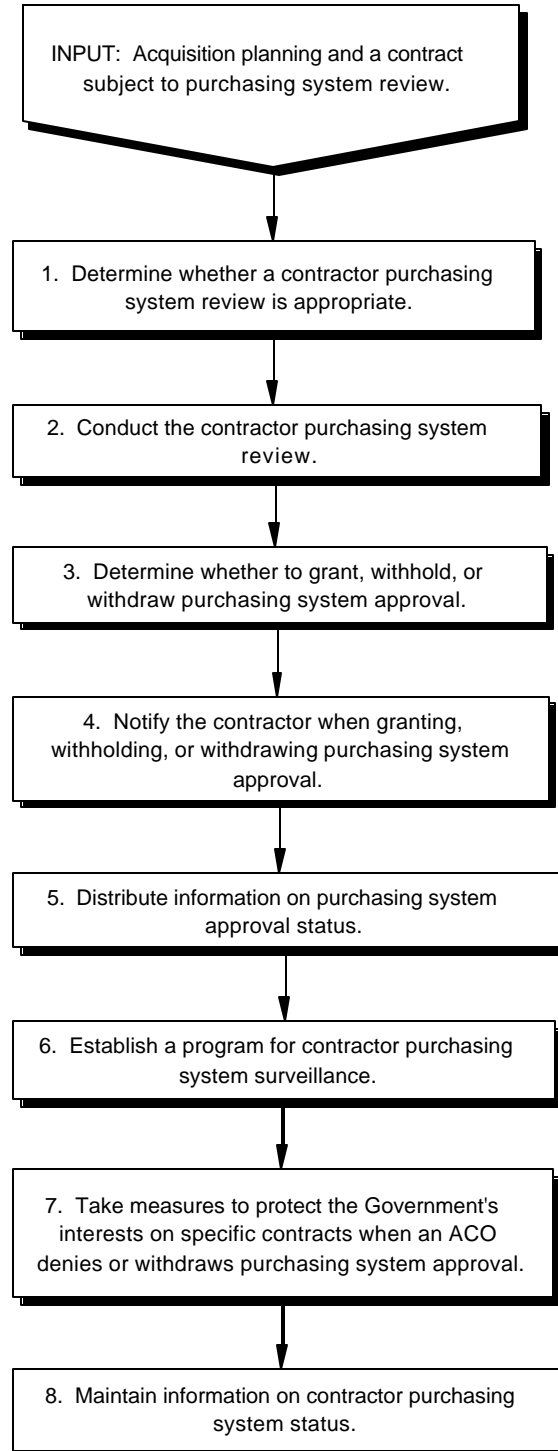 INPUT: Acquisition planning and a contract
subject to purchasing system review.
1. Determine whether a contractor purchasing
system review is appropriate.
2. Conduct the contractor purchasing system
review.
3. Determine whether to grant, withhold, or
withdraw purchasing system approval.
4. Notify the contractor when granting,
withholding, or withdrawing purchasing system
approval.
5. Distribute information on purchasing system
approval status.
6. Establish a program for contractor purchasing
system surveillance.
7. Take measures to protect the Government's
interests on specific contracts when an ACO
denies or withdraws purchasing system approval.
8. Maintain information on contractor purchasing
system status.